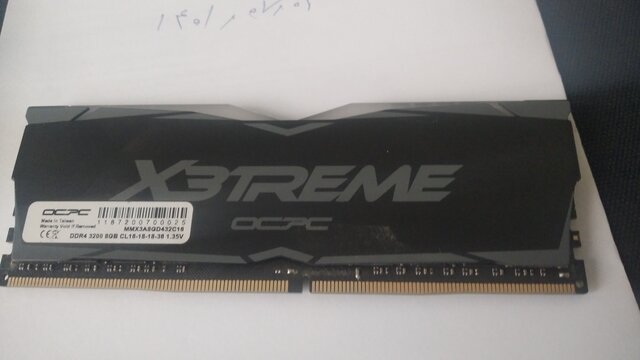 X3TREME
OCPC
OCPC
Made in Taiwan
Warranty Void If Removed
1187200700025
MMX3A8GD432C16
DDR4 3200 8GB CL16-18-18-38 1.35V